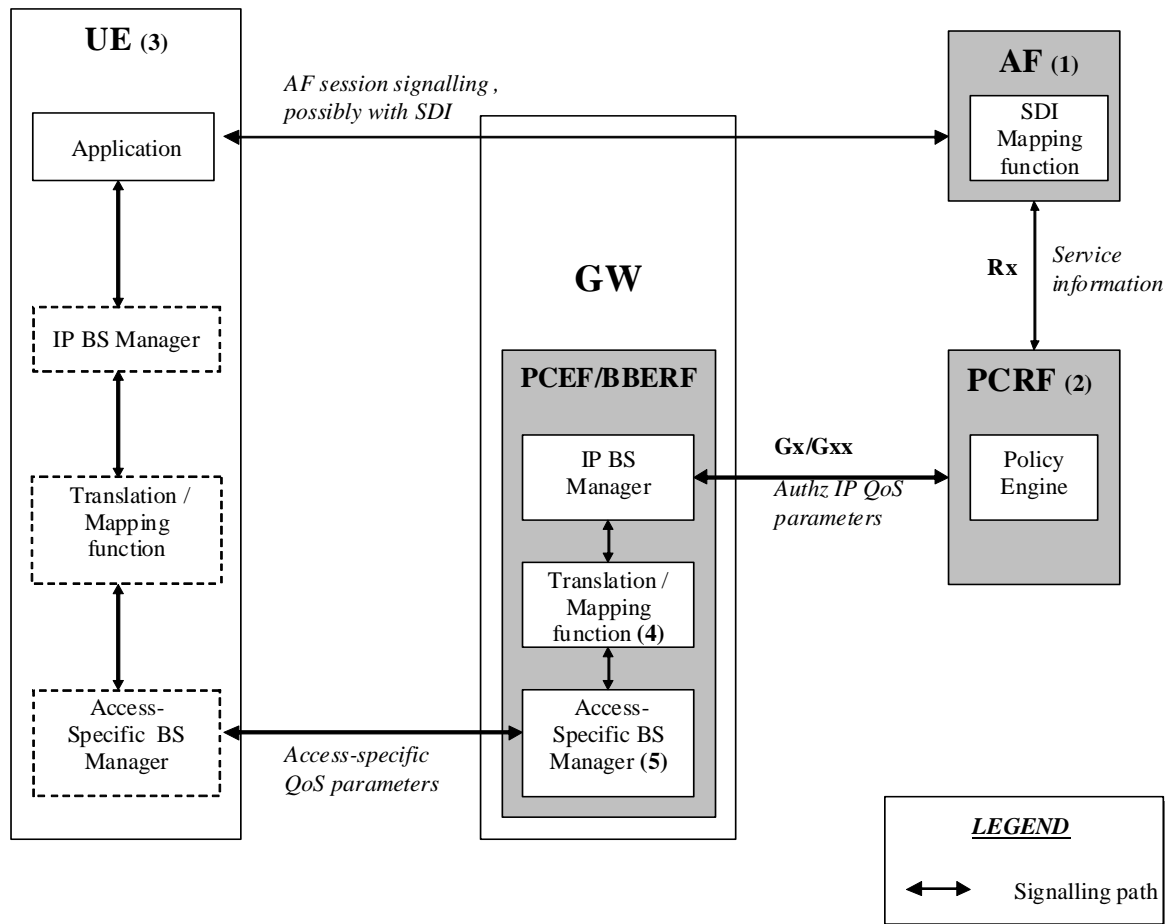 UE (3)
AF session signalling ,
possibly with SDI
Application
IP BS Manager
Translation /
Mapping
function
Access-
Specific BS
Manager
Access-specific
QoS parameters
GW
PCEF/BBERF
IP BS
Manager
Translation /
Mapping
function (4)
Access-
Specific BS
Manager (5)
Gx/Gxx
Authz IP QoS
parameters
AF (1)
SDI
Mapping
function
Rx
Service
information
PCRF (2)
Policy
Engine
LEGEND
Signalling path